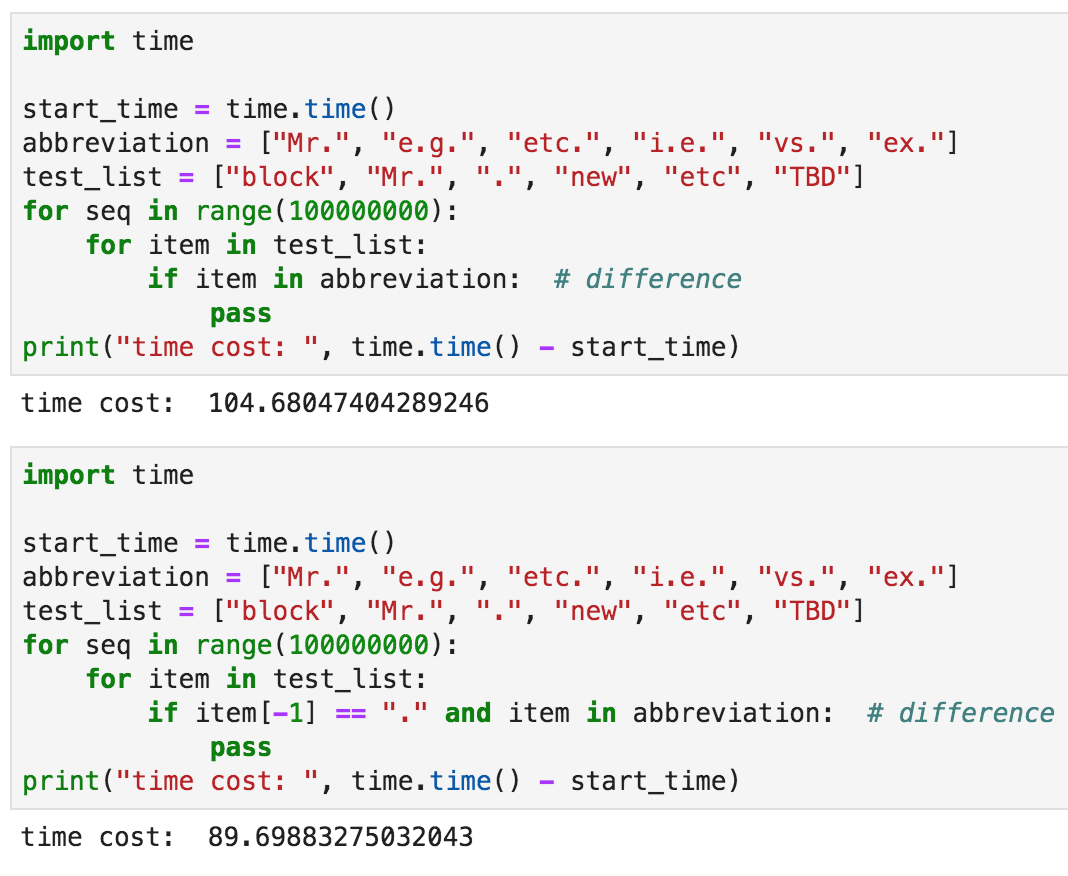 import time
start_time = time.time()
abbreviation = ["Mr.", "e.g.", "etc.", "i.e.", "vs.", "ex."]
test_list = ["block", "Mr.", ".", "new", "etc", "TBD"]
for seq in range(100000000):
    for item in test_list:
        if item in abbreviation:  # difference
            pass
print("time cost: ", time.time() - start_time)
time cost:  104.68047404289246
import time
start_time = time.time()
abbreviation = ["Mr.", "e.g.", "etc.", "i.e.", "vs.", "ex."]
test_list = ["block", "Mr.", ".", "new", "etc", "TBD"]
for seq in range(100000000):
    for item in test_list:
        if item[-1] == "." and item in abbreviation:  # difference
            pass
print("time cost: ", time.time() - start_time)
time cost:  89.69883275032043